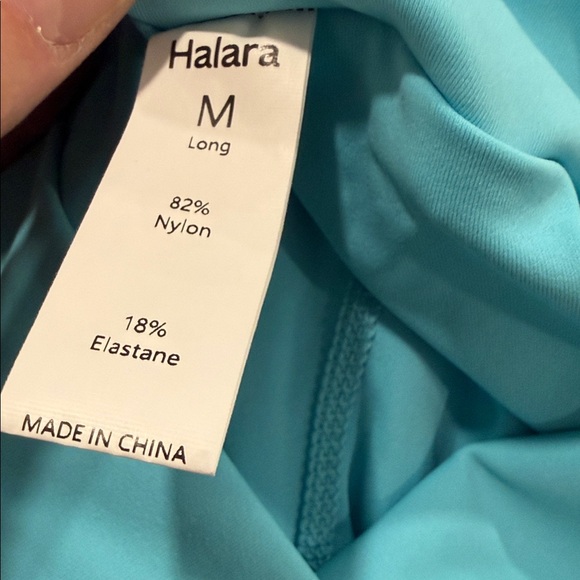 Halara
M
Long
82%
Nylon
18%
Elastane
MADE IN CHINA